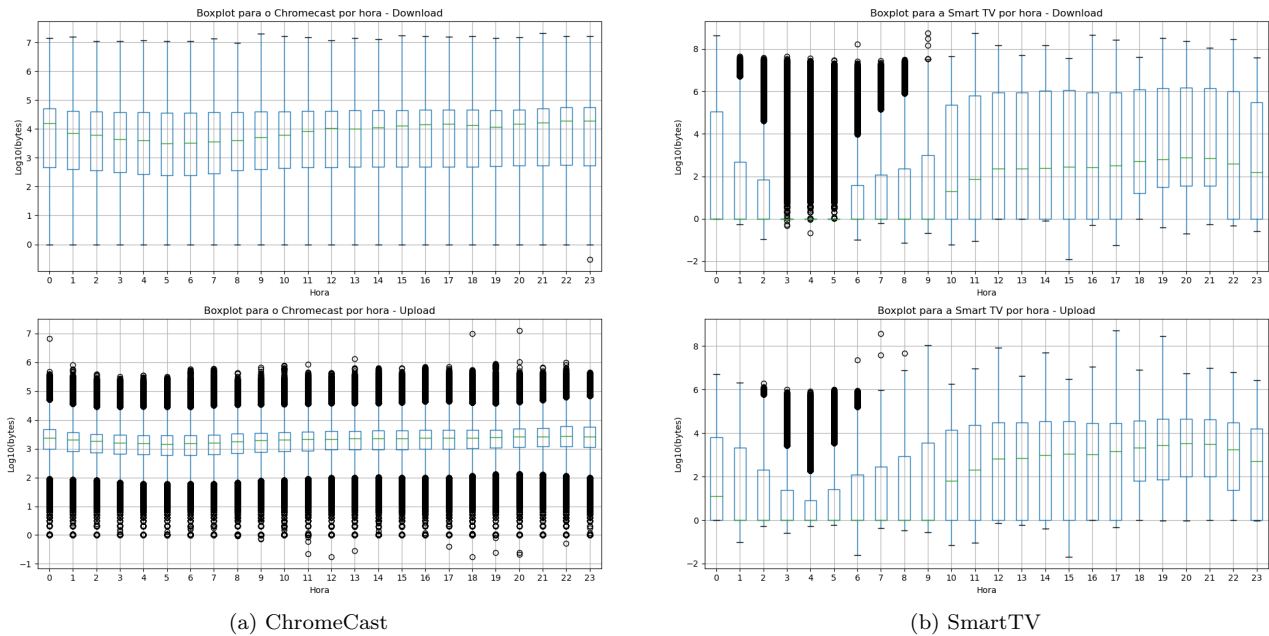 Boxplot para o Chromecast por hora - Download
7
6
5
4
3
2
1
0
Log10(bytes)
0 1 2 3 4 5 6 7 8 9 10 11 12 13 14 15 16 17 18 19 20 21 22 23
Hora
Boxplot para o Chromecast por hora - Upload
7
6
5
4
3
2
1
0
−1
Log10(bytes)
0 1 2 3 4 5 6 7 8 9 10 11 12 13 14 15 16 17 18 19 20 21 22 23
Hora
(a) ChromeCast
Boxplot para a Smart TV por hora - Download
8
6
4
2
0
−2
Log10(bytes)
0 1 2 3 4 5 6 7 8 9 10 11 12 13 14 15 16 17 18 19 20 21 22 23
Hora
Boxplot para a Smart TV por hora - Upload
8
6
4
2
0
−2
Log10(bytes)
0 1 2 3 4 5 6 7 8 9 10 11 12 13 14 15 16 17 18 19 20 21 22 23
Hora
(b) SmartTV